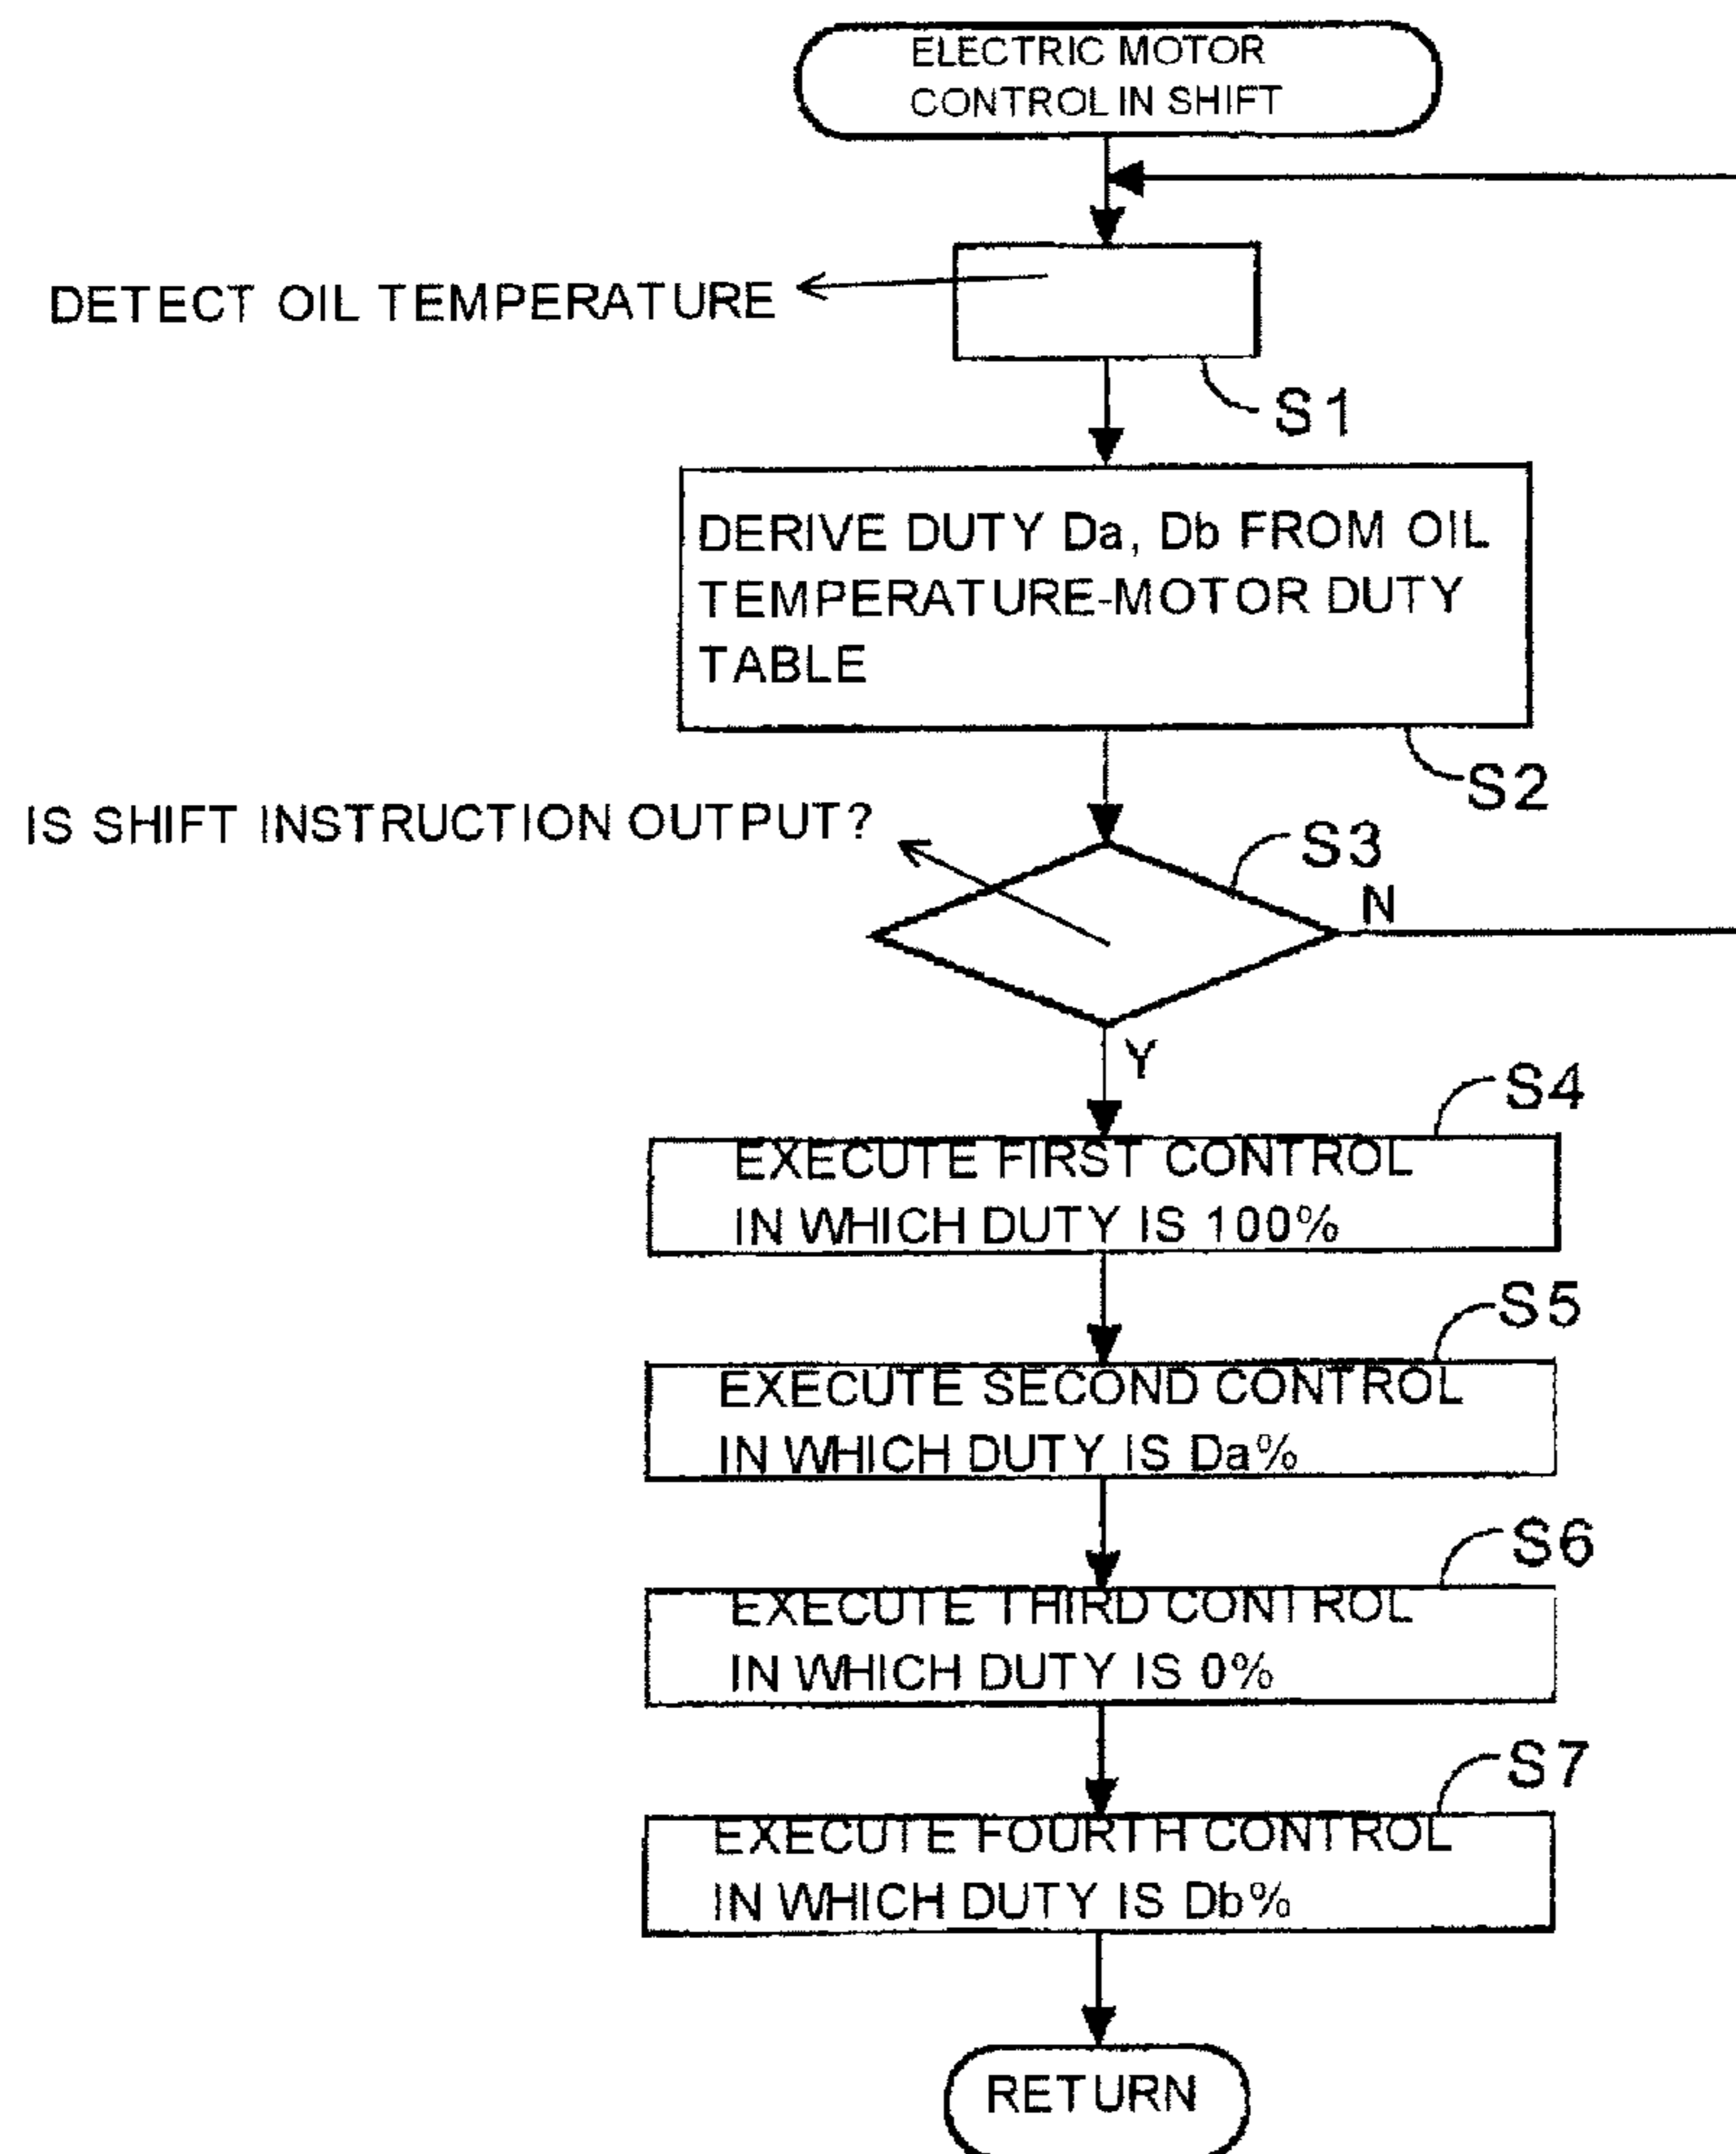 ELECTRIC MOTOR
CONTROL IN SHIFT
DETECT OIL TEMPERATURE
S1
DERIVE DUTY Da, Db FROM OIL
TEMPERATURE-MOTOR DUTY
TABLE
S2
IS SHIFT INSTRUCTION OUTPUT?
S3
N
Y
S4
EXECUTE FIRST CONTROL
IN WHICH DUTY IS 100%
S5
EXECUTE SECOND CONTROL
IN WHICH DUTY IS Da%
S6
EXECUTE THIRD CONTROL
IN WHICH DUTY IS 0%
S7
EXECUTE FOURTH CONTROL
IN WHICH DUTY IS Db%
RETURN